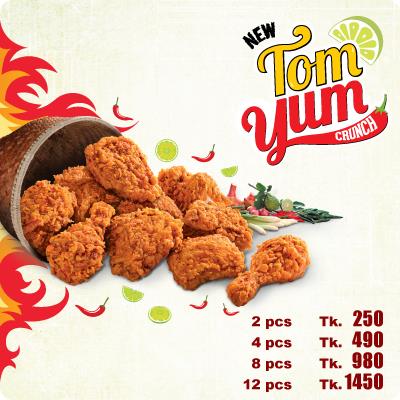 NEW
Tom
Yum
CRUNCH
2 pcs Tk. 250
4 pcs Tk. 490
8 pcs Tk. 980
12 pcs Tk. 1450